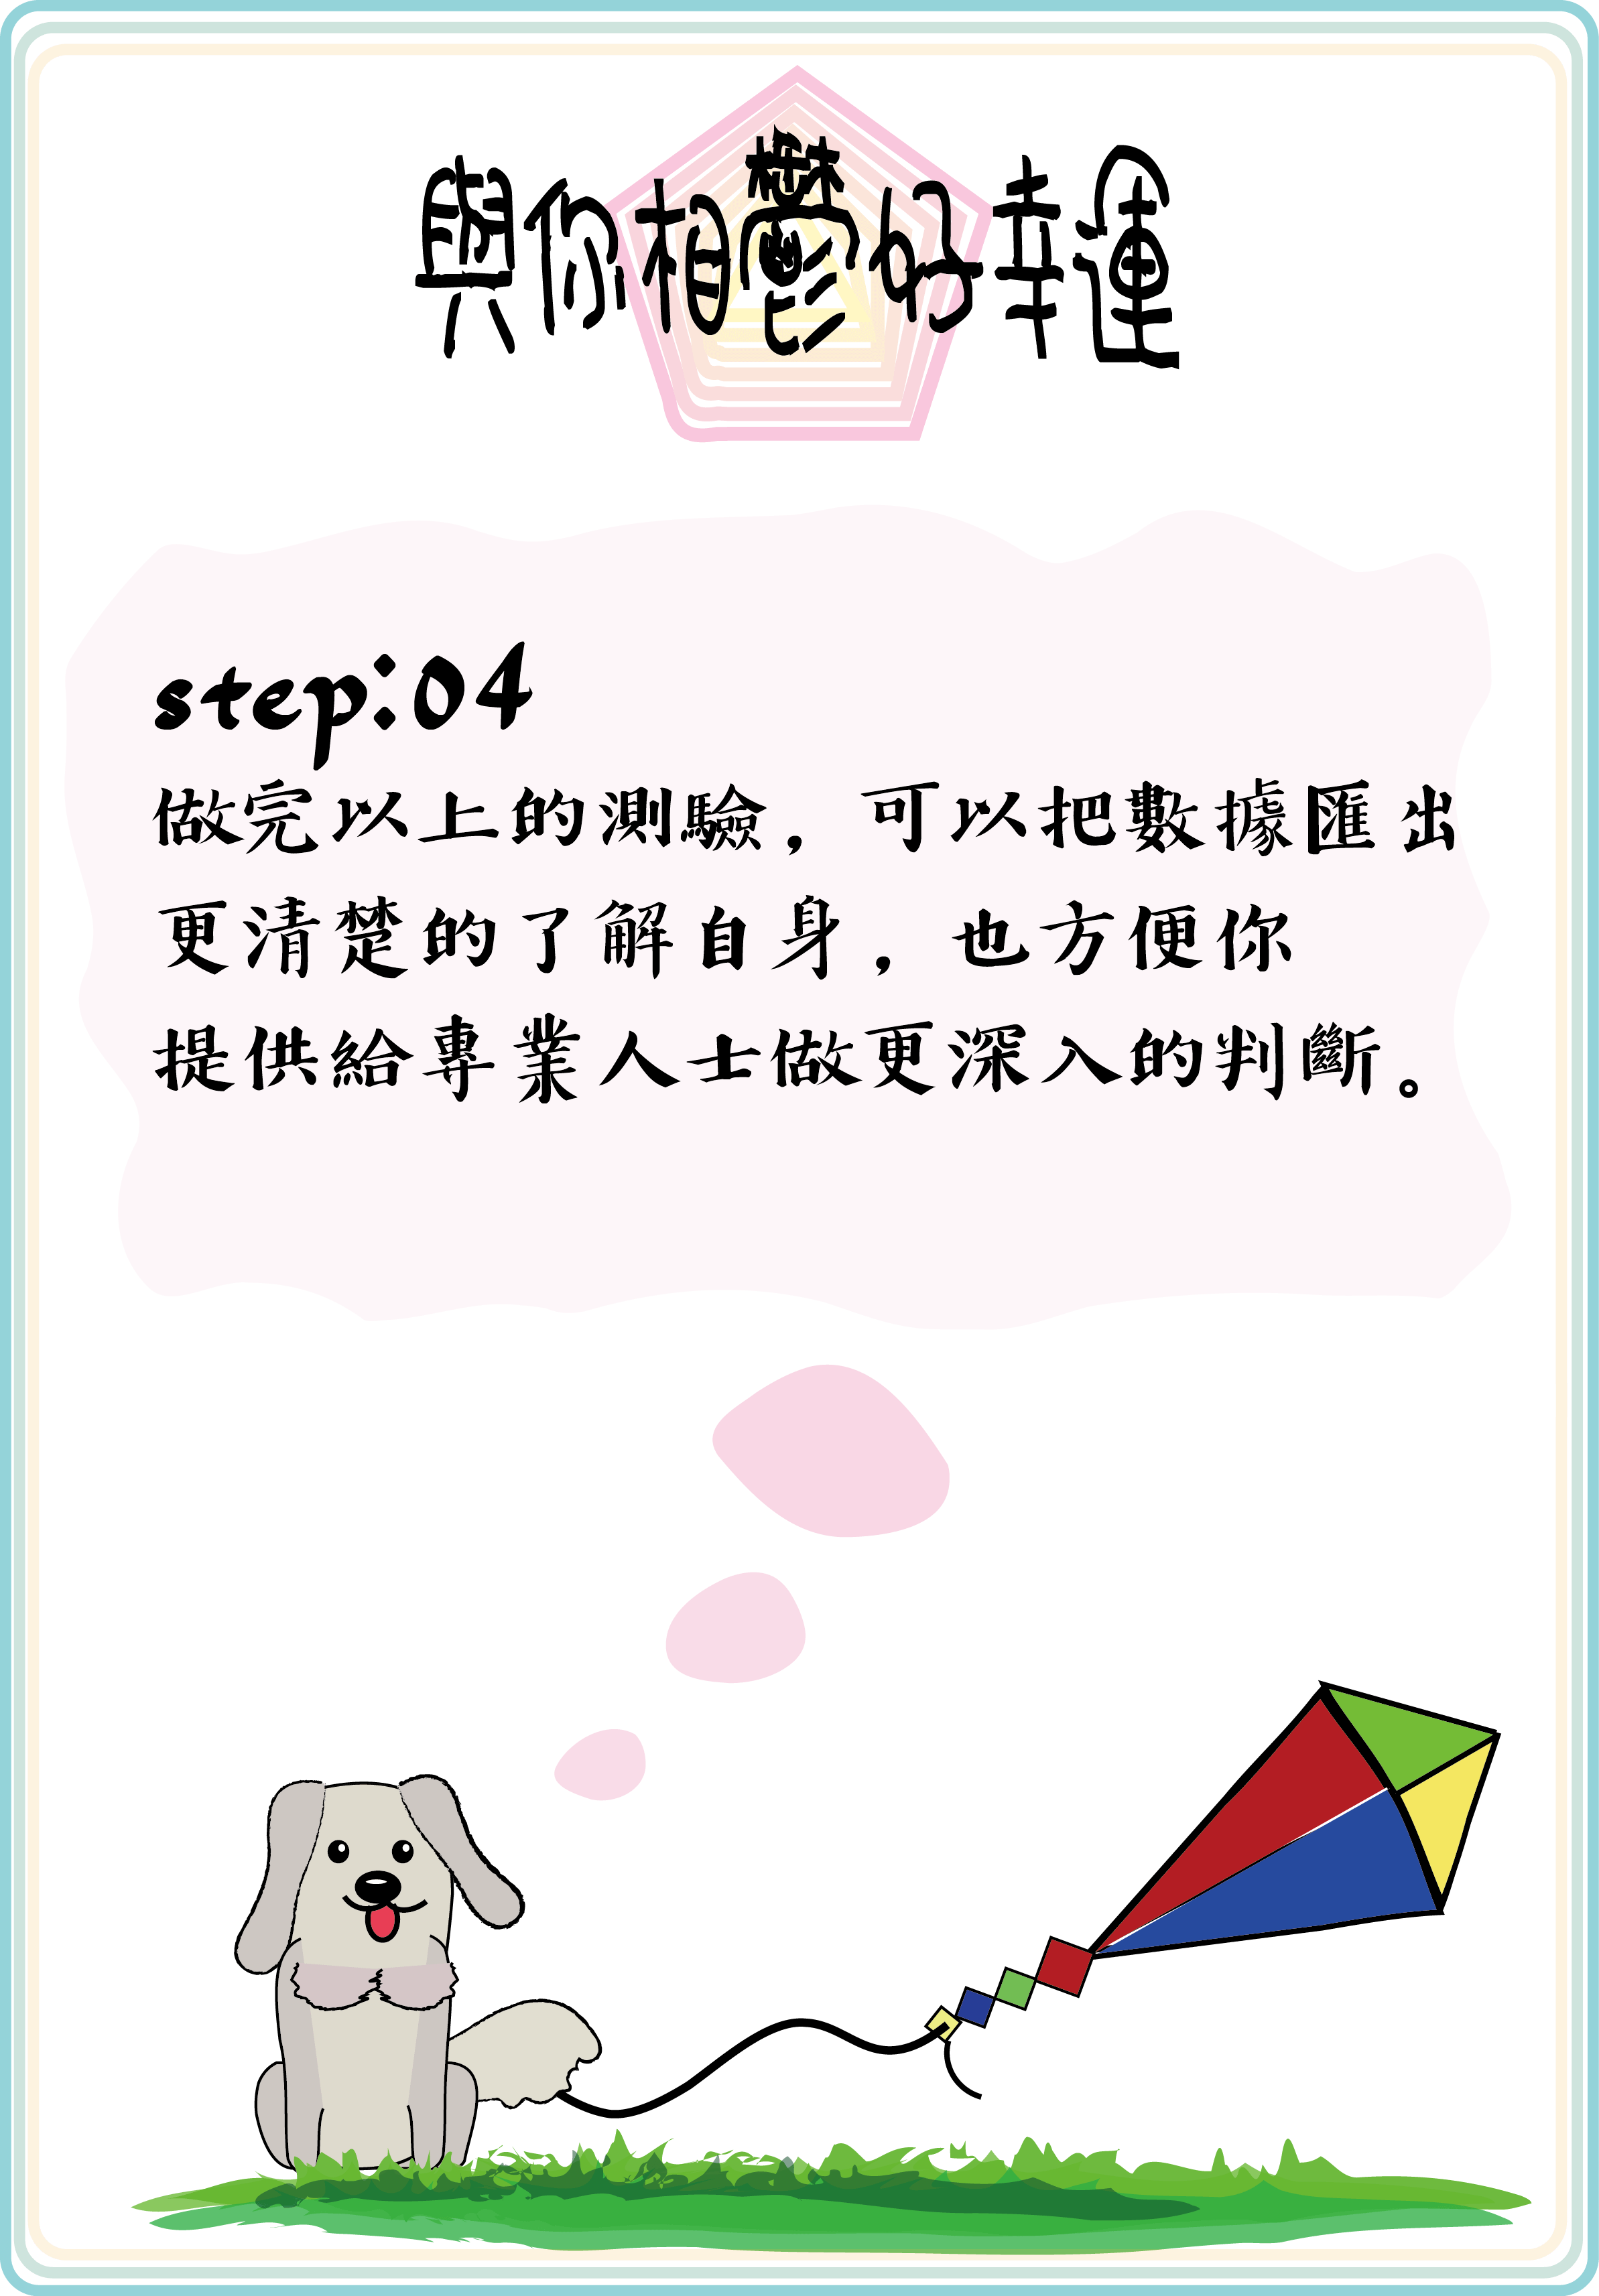 與你相鬱好幸運
step:04
做完以上的測驗，可以把數據匯出
更清楚的了解自身，也方便你
提供給專業人士做更深入的判斷。